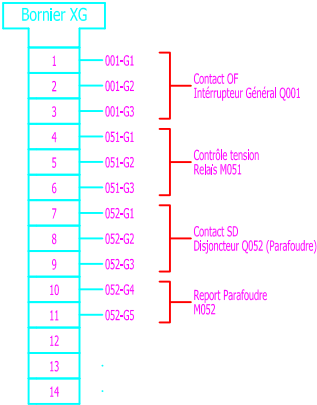 Bornier XG
1 001-G1
2 001-G2
3 001-G3
Contact OF
Intérrupteur Général Q001
4 051-G1
5 051-G2
6 051-G3
Contrôle tension
Relais M051
7 052-G1
8 052-G2
9 052-G3
Contact SD
Disjoncteur Q052 (Parafoudre)
10 052-G4
11 052-G5
Report Parafoudre
M052
12
13
14